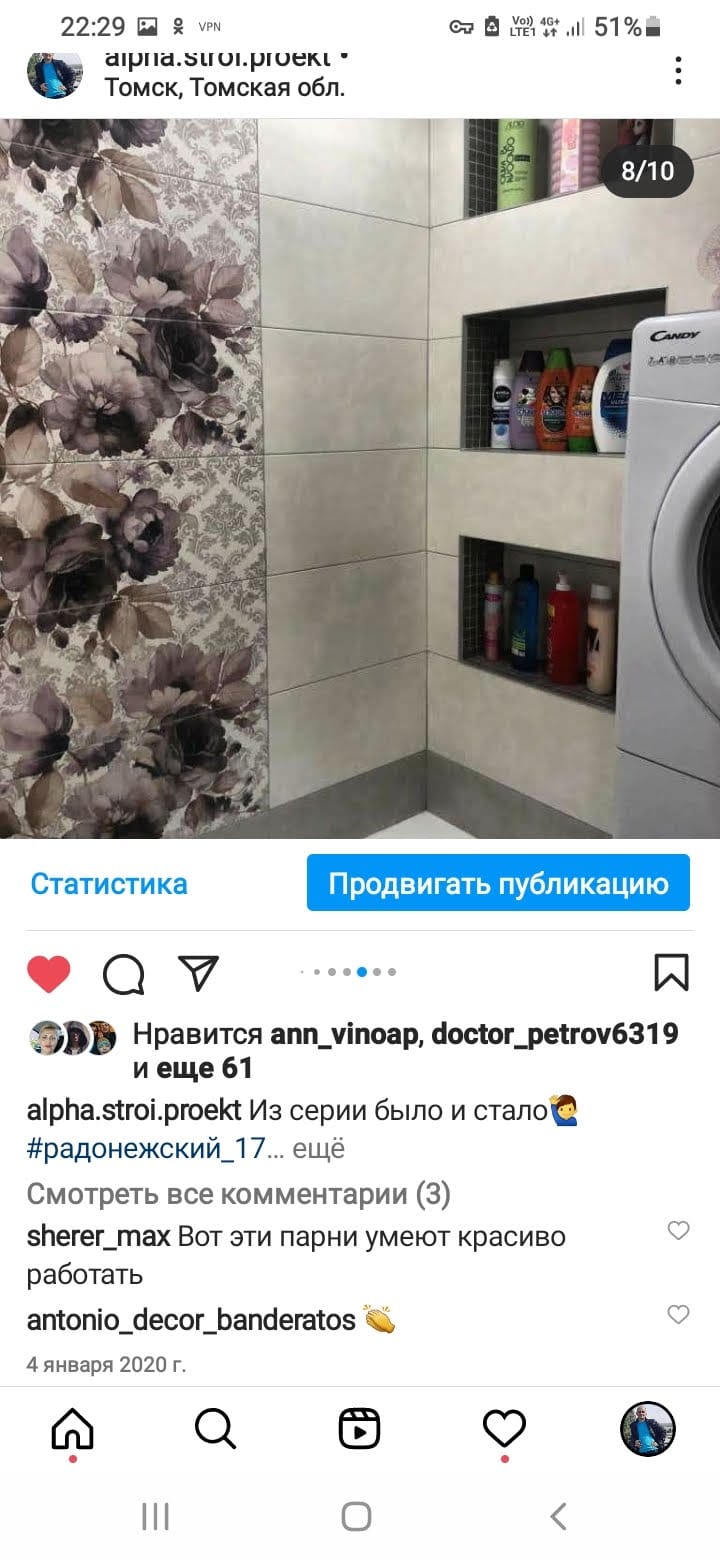 22:29 VPN Vo)) LTE1 4G+ 51%
alpha.stroi.proekt •
Томск, Томская обл.
8/10
CANDY
MEN
Статистика
Продвигать публикацию
Нравится ann_vinoap, doctor_petrov6319
и еще 61
alpha.stroi.proekt Из серии было и стало🙋‍♂️
#радонежский_17... ещё
Смотреть все комментарии (3)
sherer_max Вот эти парни умеют красиво
работать
antonio_decor_banderatos 👏
4 января 2020 г.